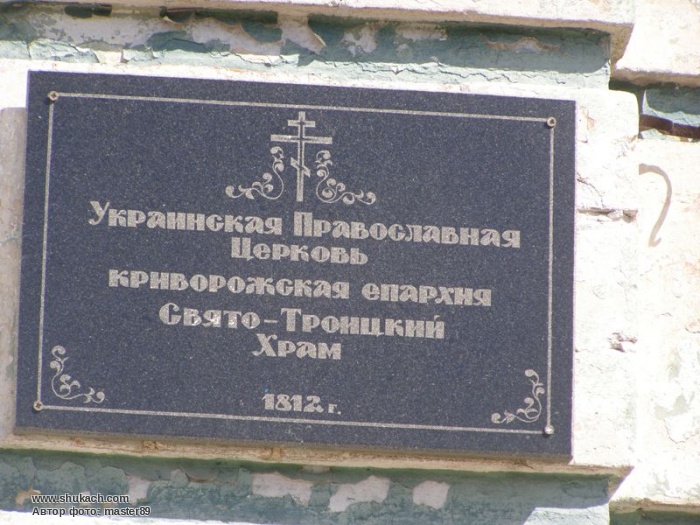 Украинская Православная
Церковь
криворожская епархия
Свято-Троицкий
Храм
1812 г.
www.shukach.com
Автор фото: master89